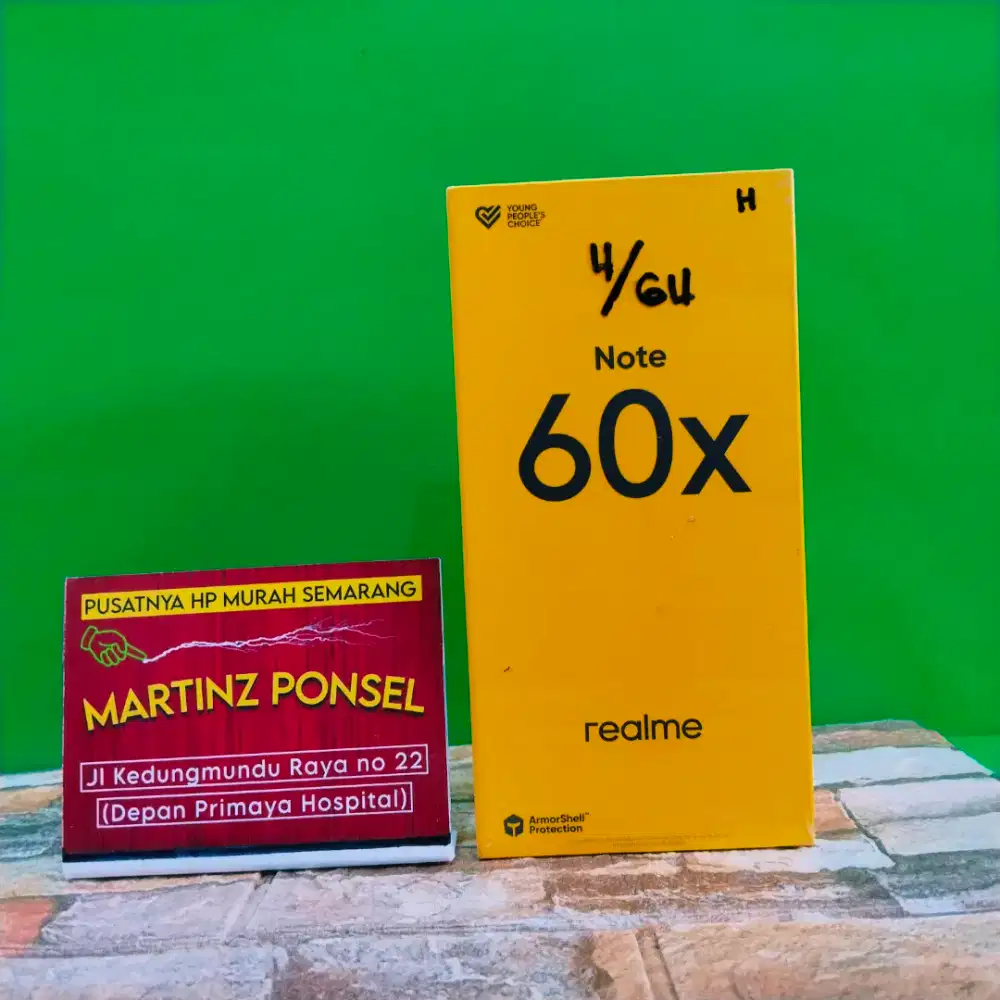 PUSATNYA HP MURAH SEMARANG
MARTINZ PONSEL
Jl Kedungmundu Raya no 22
(Depan Primaya Hospital)
YOUNG
PEOPLE'S
CHOICE
H
4/64
Note
60x
realme
ArmorShell™
Protection